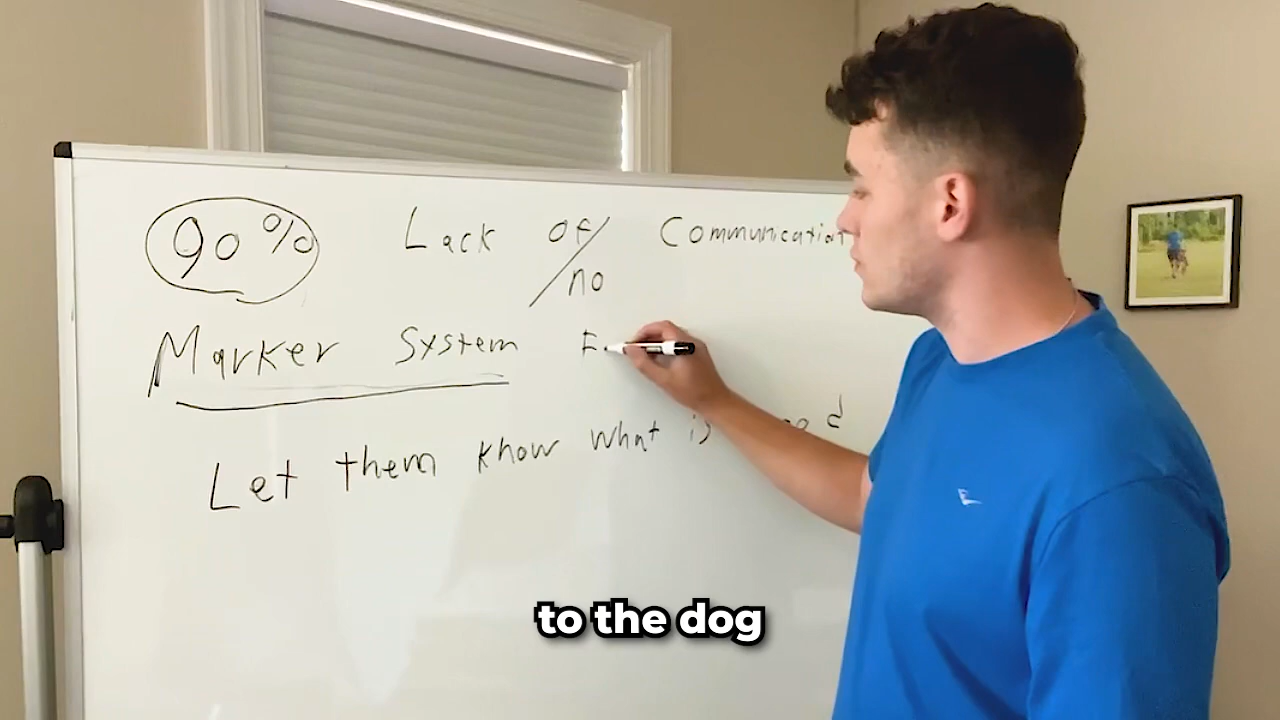 90% Lack of/ Communication
no
Marker System
Let them know what is
to the dog